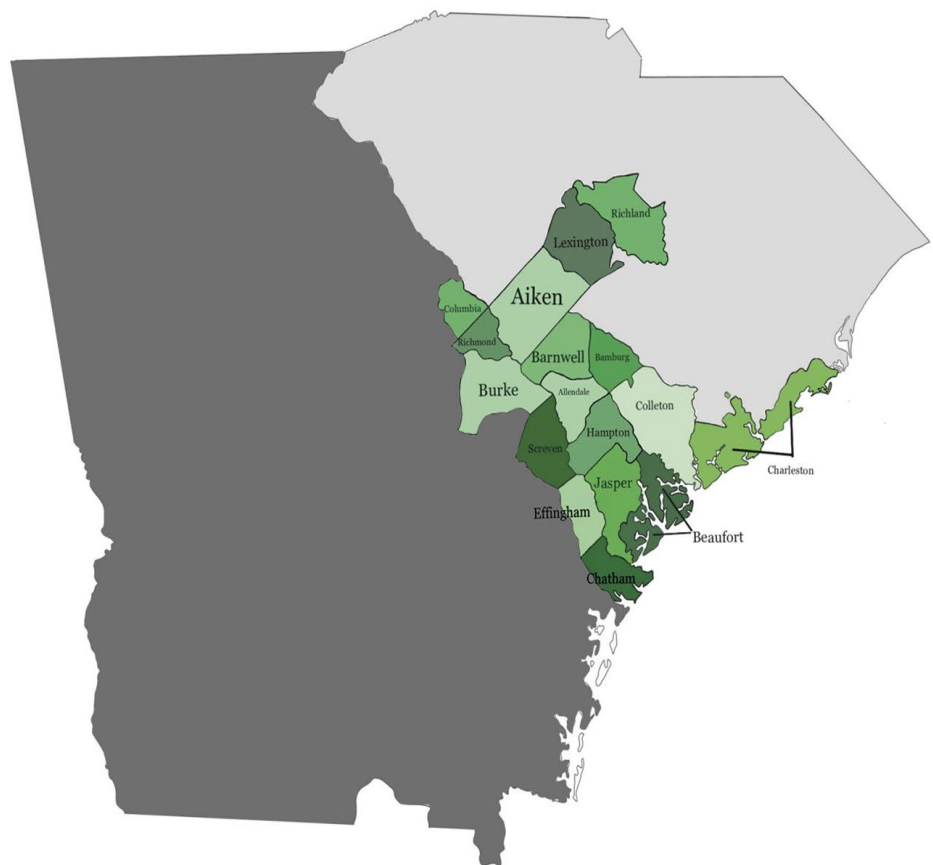 Richland
Lexington
Aiken
Columbia
Richmond
Barnwell
Bamburg
Burke
Allendale
Colleton
Hampton
Screven
Charleston
Jasper
Effingham
Beaufort
Chatham